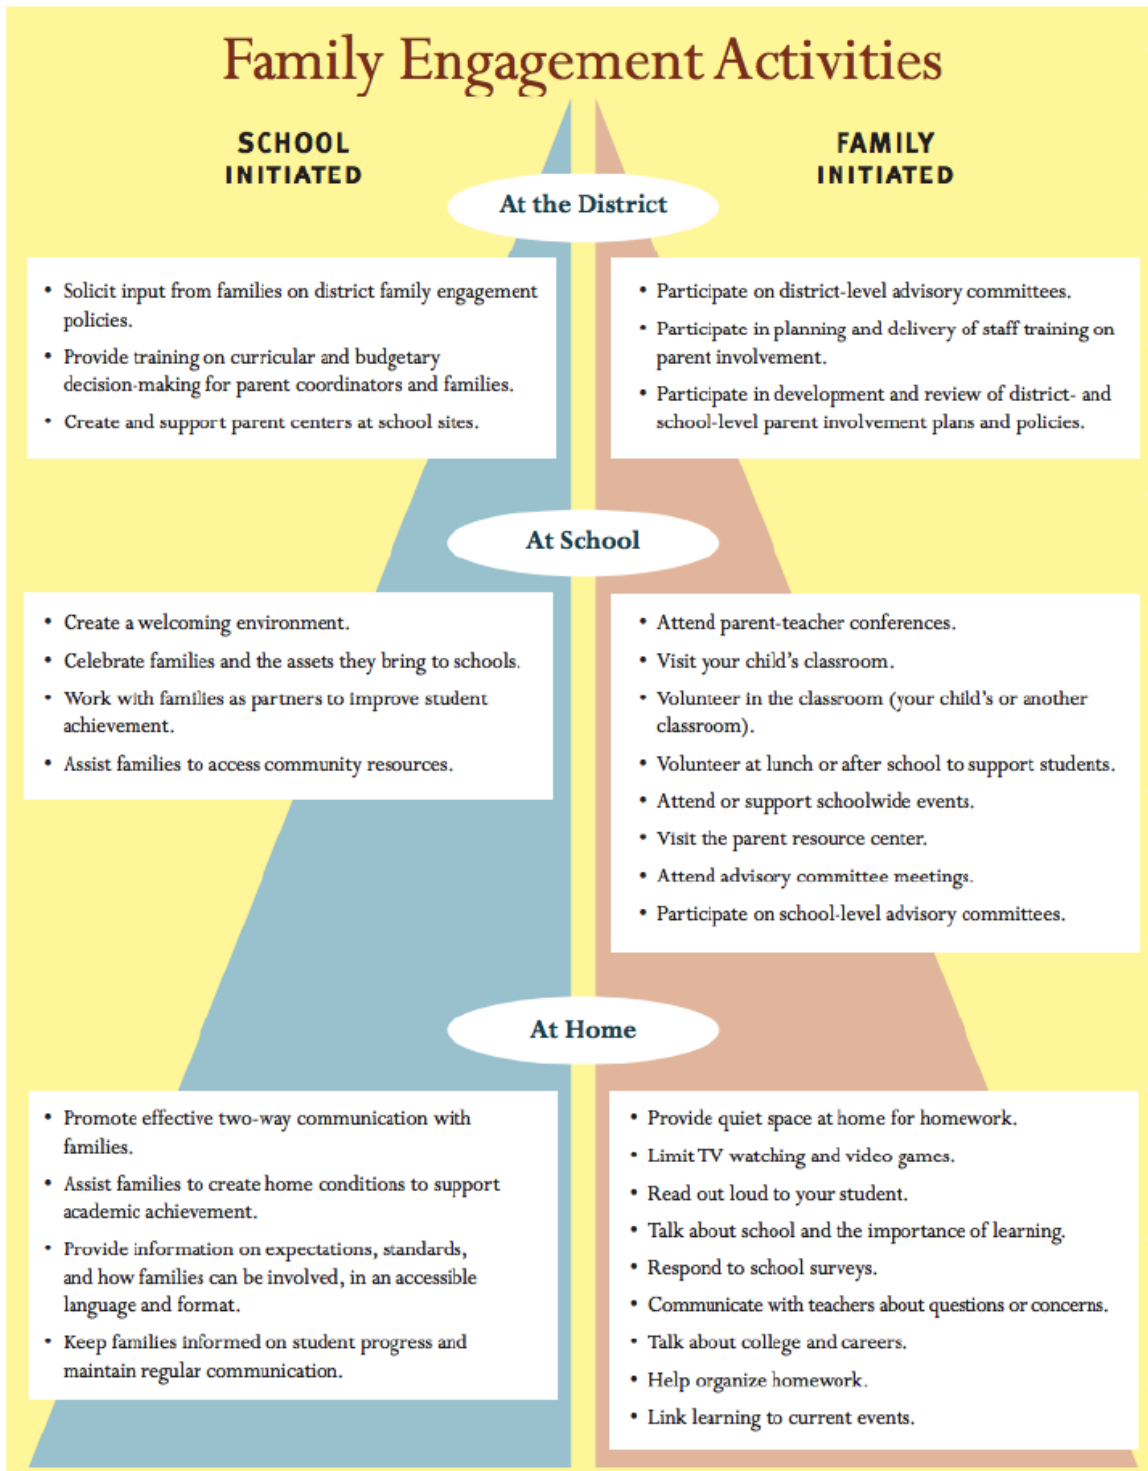 Family Engagement Activities
SCHOOL
INITIATED
FAMILY
INITIATED
At the District
• Solicit input from families on district family engagement
policies.
• Provide training on curricular and budgetary
decision-making for parent coordinators and families.
• Create and support parent centers at school sites.
• Participate on district-level advisory committees.
• Participate in planning and delivery of staff training on
parent involvement.
• Participate in development and review of district- and
school-level parent involvement plans and policies.
At School
• Create a welcoming environment.
• Celebrate families and the assets they bring to schools.
• Work with families as partners to improve student
achievement.
• Assist families to access community resources.
• Attend parent-teacher conferences.
• Visit your child's classroom.
• Volunteer in the classroom (your child's or another
classroom).
• Volunteer at lunch or after school to support students.
• Attend or support schoolwide events.
• Visit the parent resource center.
• Attend advisory committee meetings.
• Participate on school-level advisory committees.
At Home
• Promote effective two-way communication with
families.
• Assist families to create home conditions to support
academic achievement.
• Provide information on expectations, standards,
and how families can be involved, in an accessible
language and format.
• Keep families informed on student progress and
maintain regular communication.
• Provide quiet space at home for homework.
• Limit TV watching and video games.
• Read out loud to your student.
• Talk about school and the importance of learning.
• Respond to school surveys.
• Communicate with teachers about questions or concerns.
• Talk about college and careers.
• Help organize homework.
• Link learning to current events.